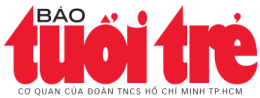 BÁO
tuổi trẻ
CƠ QUAN CỦA ĐOÀN TNCS HỒ CHÍ MINH TP.HCM